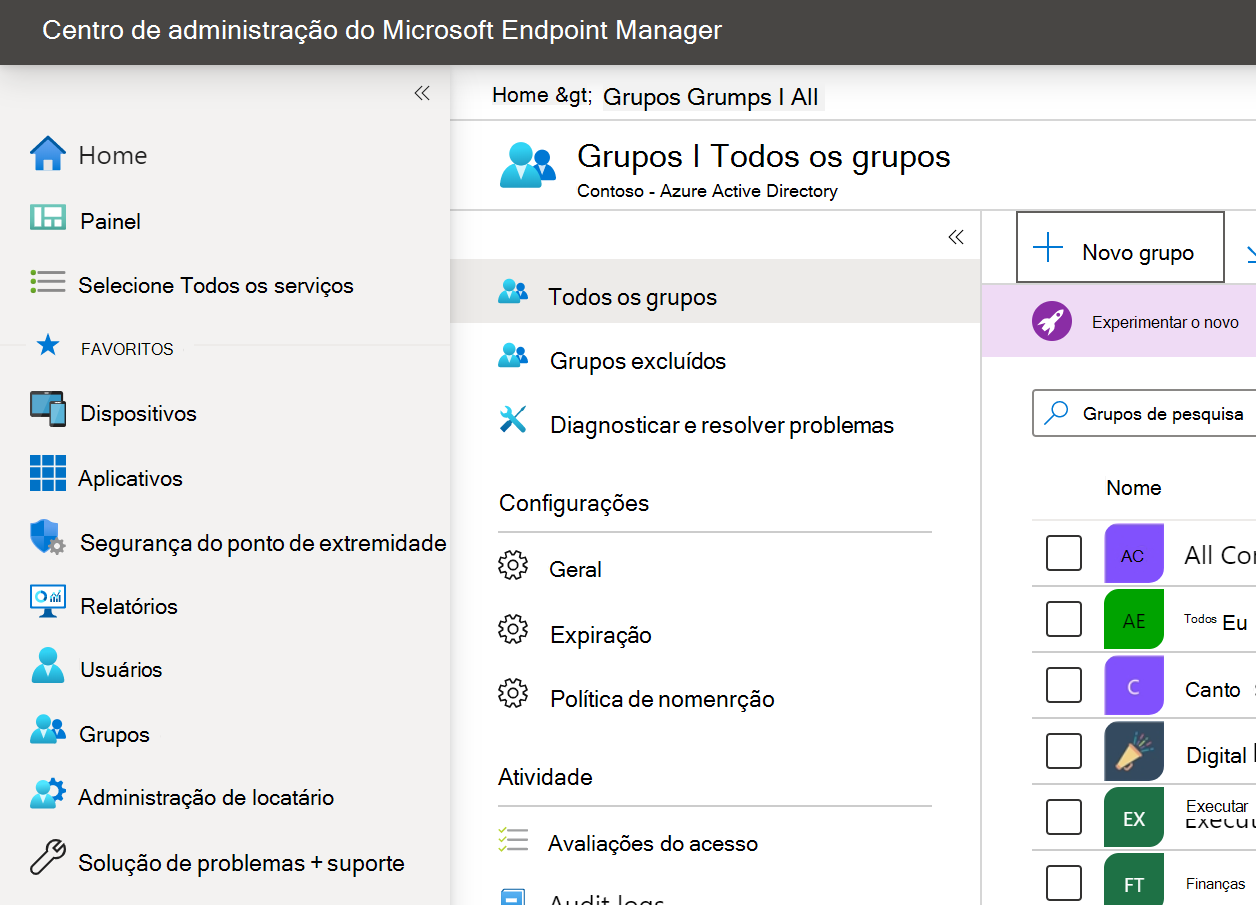 Centro de administração do Microsoft Endpoint Manager
Home &gt; Grupos Grumps I All
Home
Painel
Selecione Todos os serviços
FAVORITOS
Dispositivos
Aplicativos
Segurança do ponto de extremidade
Relatórios
Usuários
Grupos
Administração de locatário
Solução de problemas + suporte
Grupos I Todos os grupos
Contoso - Azure Active Directory
Todos os grupos
Grupos excluídos
Diagnosticar e resolver problemas
Configurações
Geral
Expiração
Política de nomenrção
Atividade
Avaliações do acesso
Audit logs
Novo grupo
Experimentar o novo
Grupos de pesquisa
Nome
AC All Co
AE Todos Eu
C Canto
Digital
EX Executar
FT Finanças